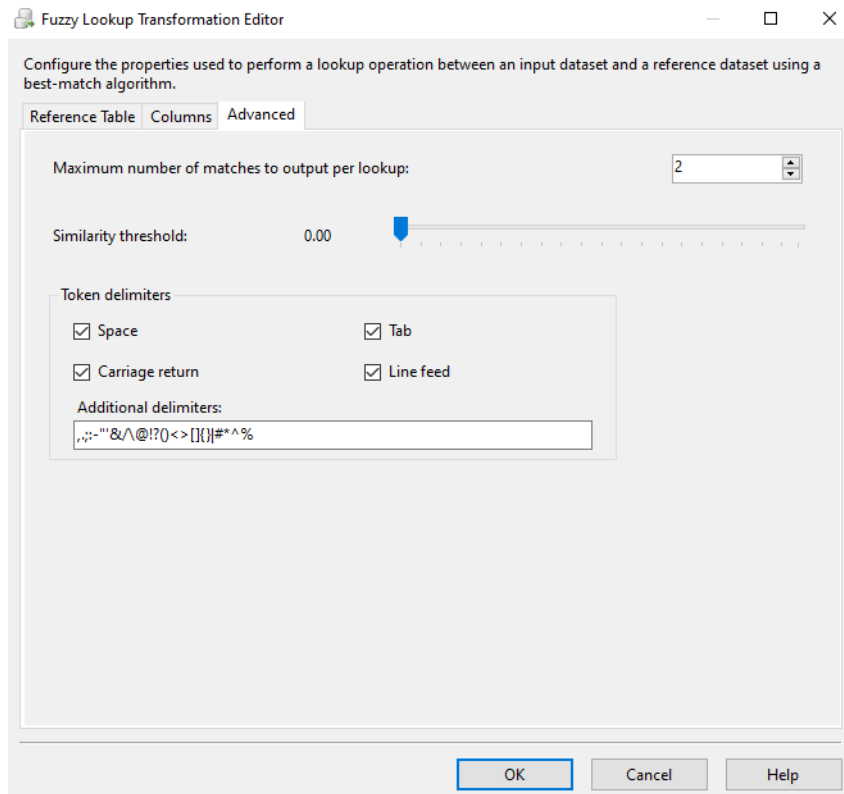 Fuzzy Lookup Transformation Editor
Configure the properties used to perform a lookup operation between an input dataset and a reference dataset using a
best-match algorithm.
Reference Table Columns Advanced
Maximum number of matches to output per lookup: 2
Similarity threshold: 0.00
Token delimiters
Space Tab
Carriage return Line feed
Additional delimiters:
,.;:-"'&/\@!?()<>[]{}|#*^%
OK Cancel Help